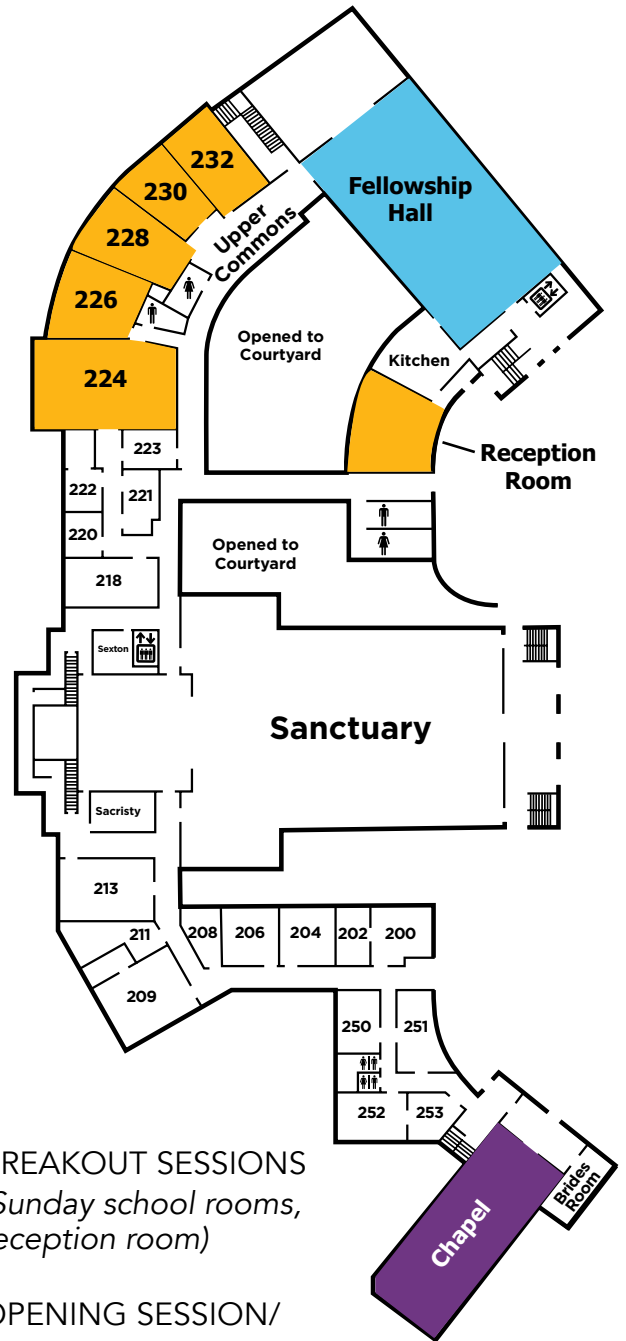 232
230
Fellowship
Hall
228
Upper
Commons
226
Opened to
Courtyard
Kitchen
224
Reception
Room
223
222
221
220
Opened to
Courtyard
218
Sexton
Sanctuary
Sacristy
213
211
208
206
204
202
200
209
250
251
252
253
Brides
Room
Chapel
REAKOUT SESSIONS
Sunday school rooms,
eception room)
OPENING SESSION/